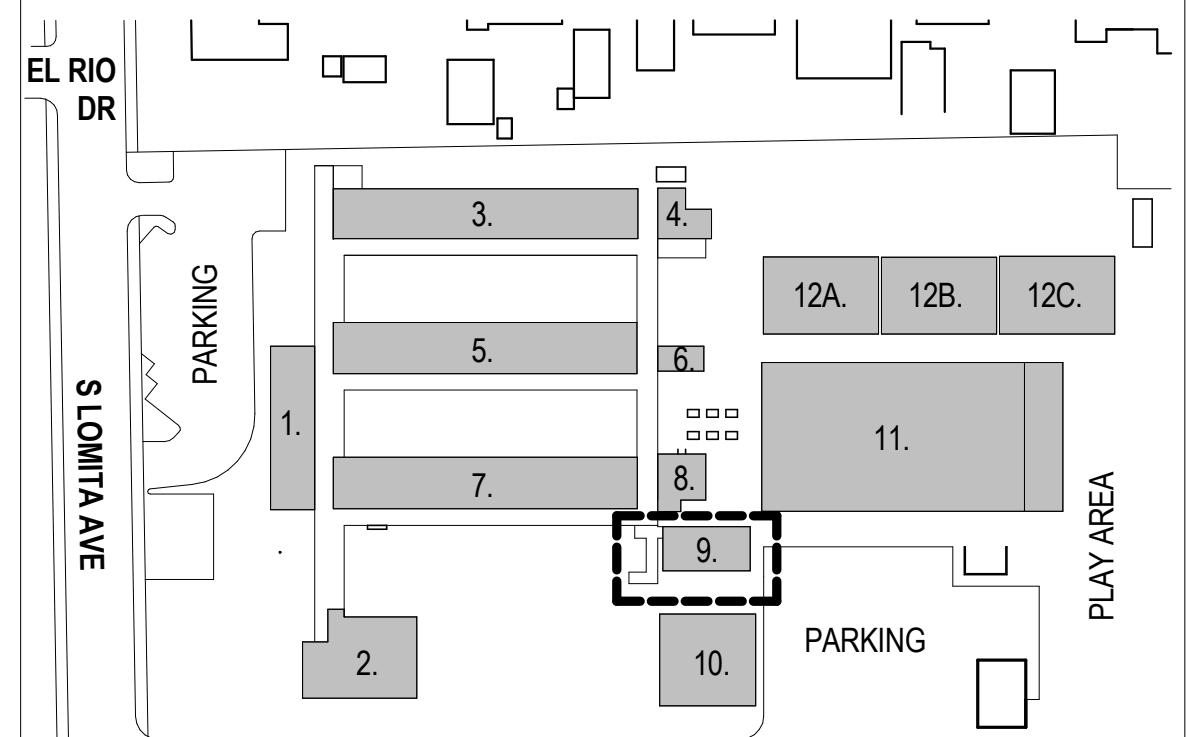 EL RIO
DR
3.
4.
PARKING
12A.
12B.
12C.
5.
6.
S LOMITA AVE
1.
11.
7.
8.
PLAY AREA
9.
PARKING
2.
10.